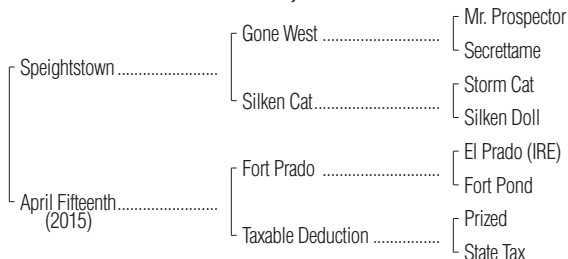 Mr. Prospector
Gone West ........................
Secrettame
Speightstown ....................
Storm Cat
Silken Cat..........................
Silken Doll
El Prado (IRE)
Fort Prado ........................
Fort Pond
April Fifteenth....................
(2015)
Prized
Taxable Deduction .............
State Tax